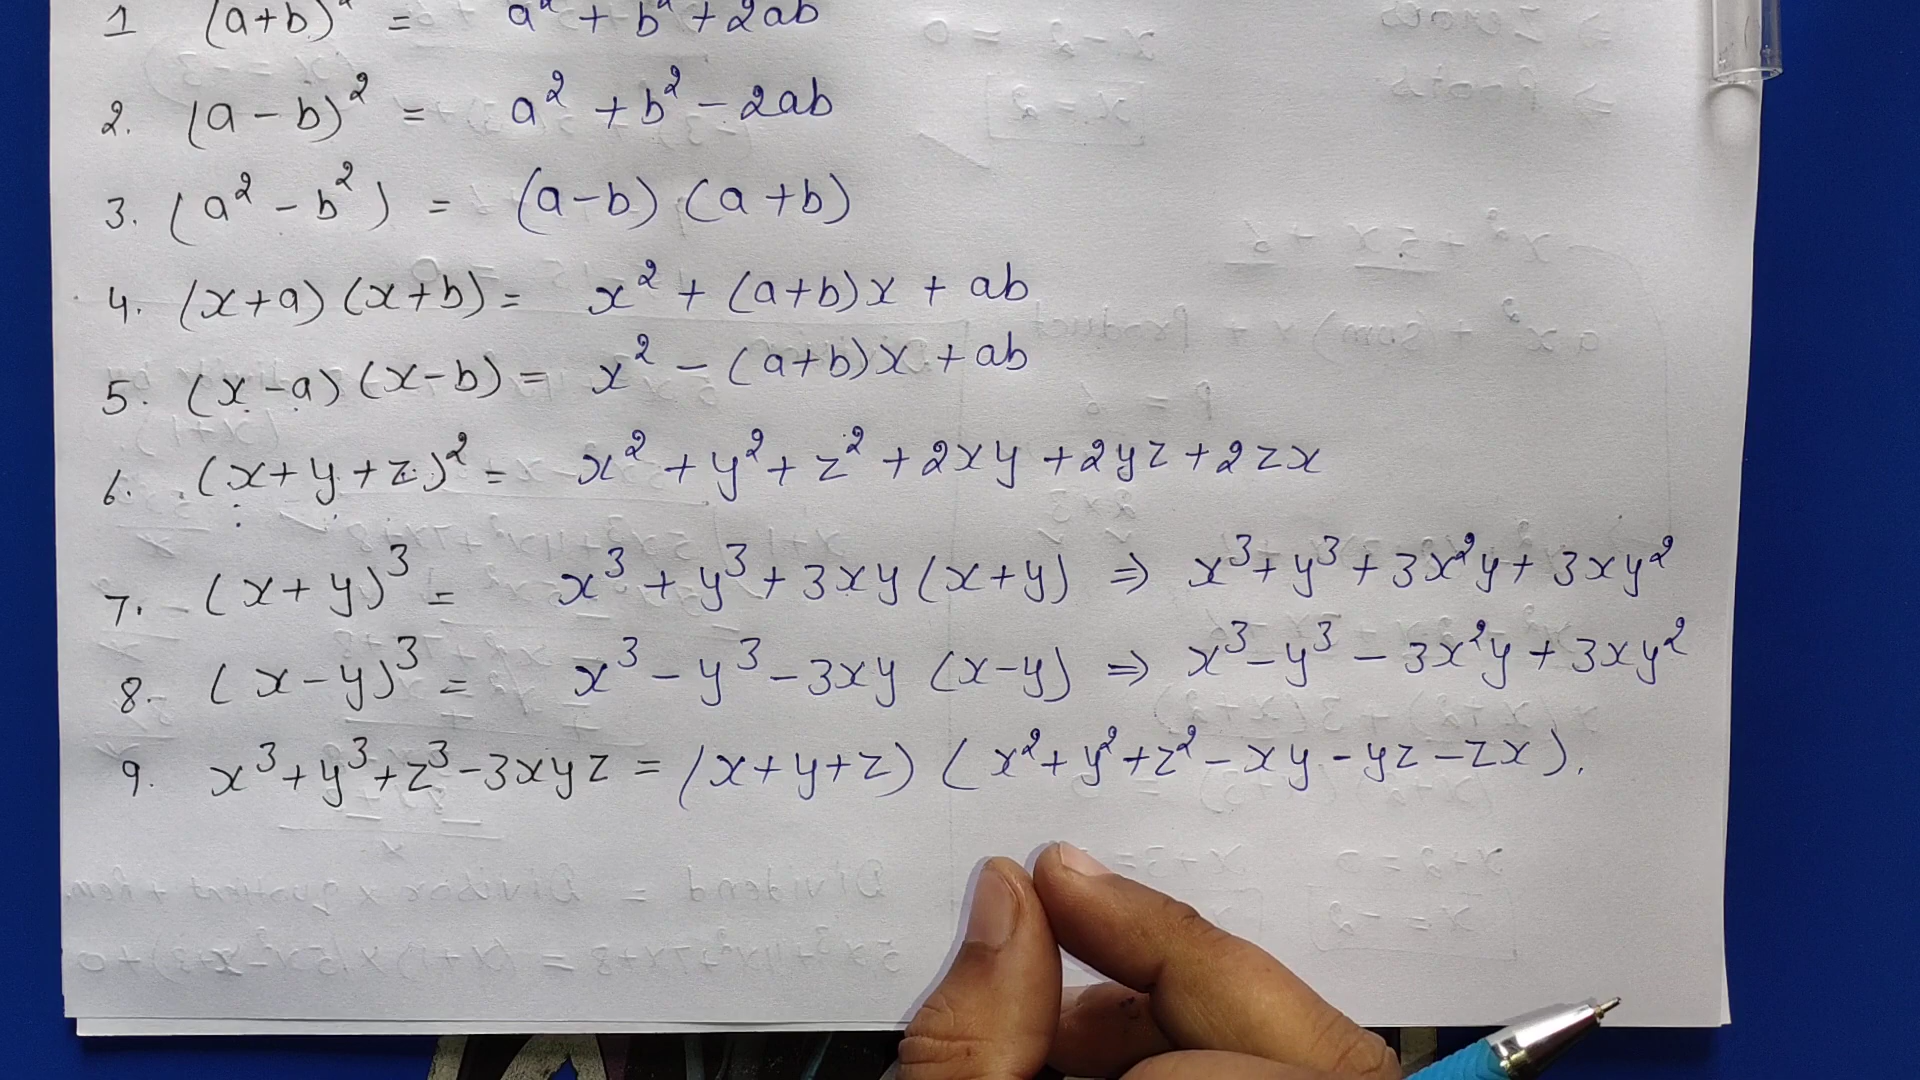 1 (a+b)² = a² + b² + 2ab
2. (a - b)² = a² + b² - 2ab
3. (a² - b²) = (a-b) (a+b)
4. (x+a) (x+b) = x² + (a+b)x + ab
5. (x-a) (x-b) = x² - (a+b)x + ab
6. (x+y+z)² = x² + y² + z² + 2xy + 2yz + 2zx
7. (x+y)³ = x³ + y³ + 3xy (x+y) ⇒ x³+y³ + 3x²y + 3xy²
8. (x-y)³ = x³ - y³ - 3xy (x-y) ⇒ x³-y³ - 3x²y + 3xy²
9. x³+y³+z³-3xyz = (x+y+z) (x²+y²+z²-xy-yz-zx).